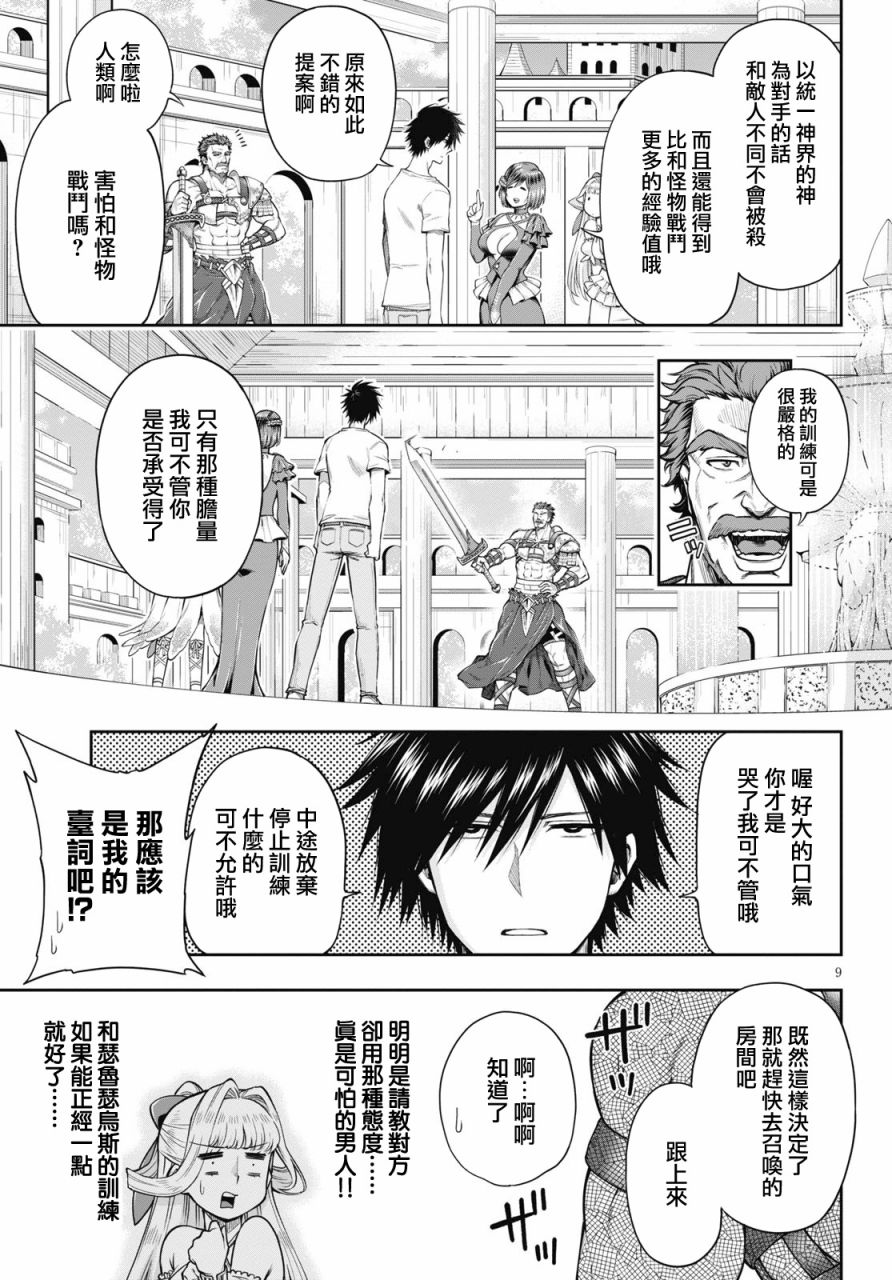 以統一神界的神
為對手的話
和敵人不同不會被殺
而且還能得到
比和怪物戰鬥
更多的經驗值哦
原來如此
不錯的
提案啊
怎麼啦
人類啊
害怕和怪物
戰鬥嗎?
我的訓練可是
很嚴格的
ニッ
只有那種膽量
我可不管你
是否承受得了
喔 好大的口氣
你才是
哭了我可不管哦
中途放棄
停止訓練
什麼的
可不允許哦
那應該
是我的
臺詞吧!?
9
既然這樣決定了
那就趕快去召喚的
房間吧
跟上來
啊…啊啊
知道了
明明是請教對方
卻用那種態度……
真是可怕的男人!!
和瑟魯瑟烏斯的訓練
如果能正經一點
就好了……